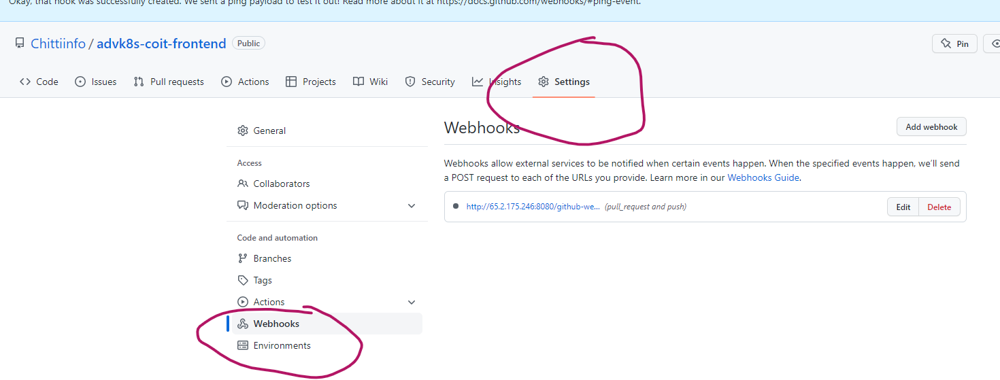 Okay, that hook was successfully created. We sent a ping payload to test it out! Read more about it at https://docs.github.com/webhooks/#ping-event.
Chittiinfo / advk8s-coit-frontend Public
Pin
Code Issues Pull requests Actions Projects Wiki Security Insights Settings
General
Access
Collaborators
Moderation options
Code and automation
Branches
Tags
Actions
Webhooks
Environments
Webhooks
Add webhook
Webhooks allow external services to be notified when certain events happen. When the specified events happen, we'll send
a POST request to each of the URLs you provide. Learn more in our Webhooks Guide.
http://65.2.175.246:8080/github-we... (pull_request and push)
Edit Delete